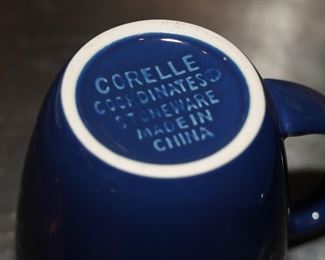 CORELLE
COORDINATES®
STONEWARE
MADE IN
CHINA